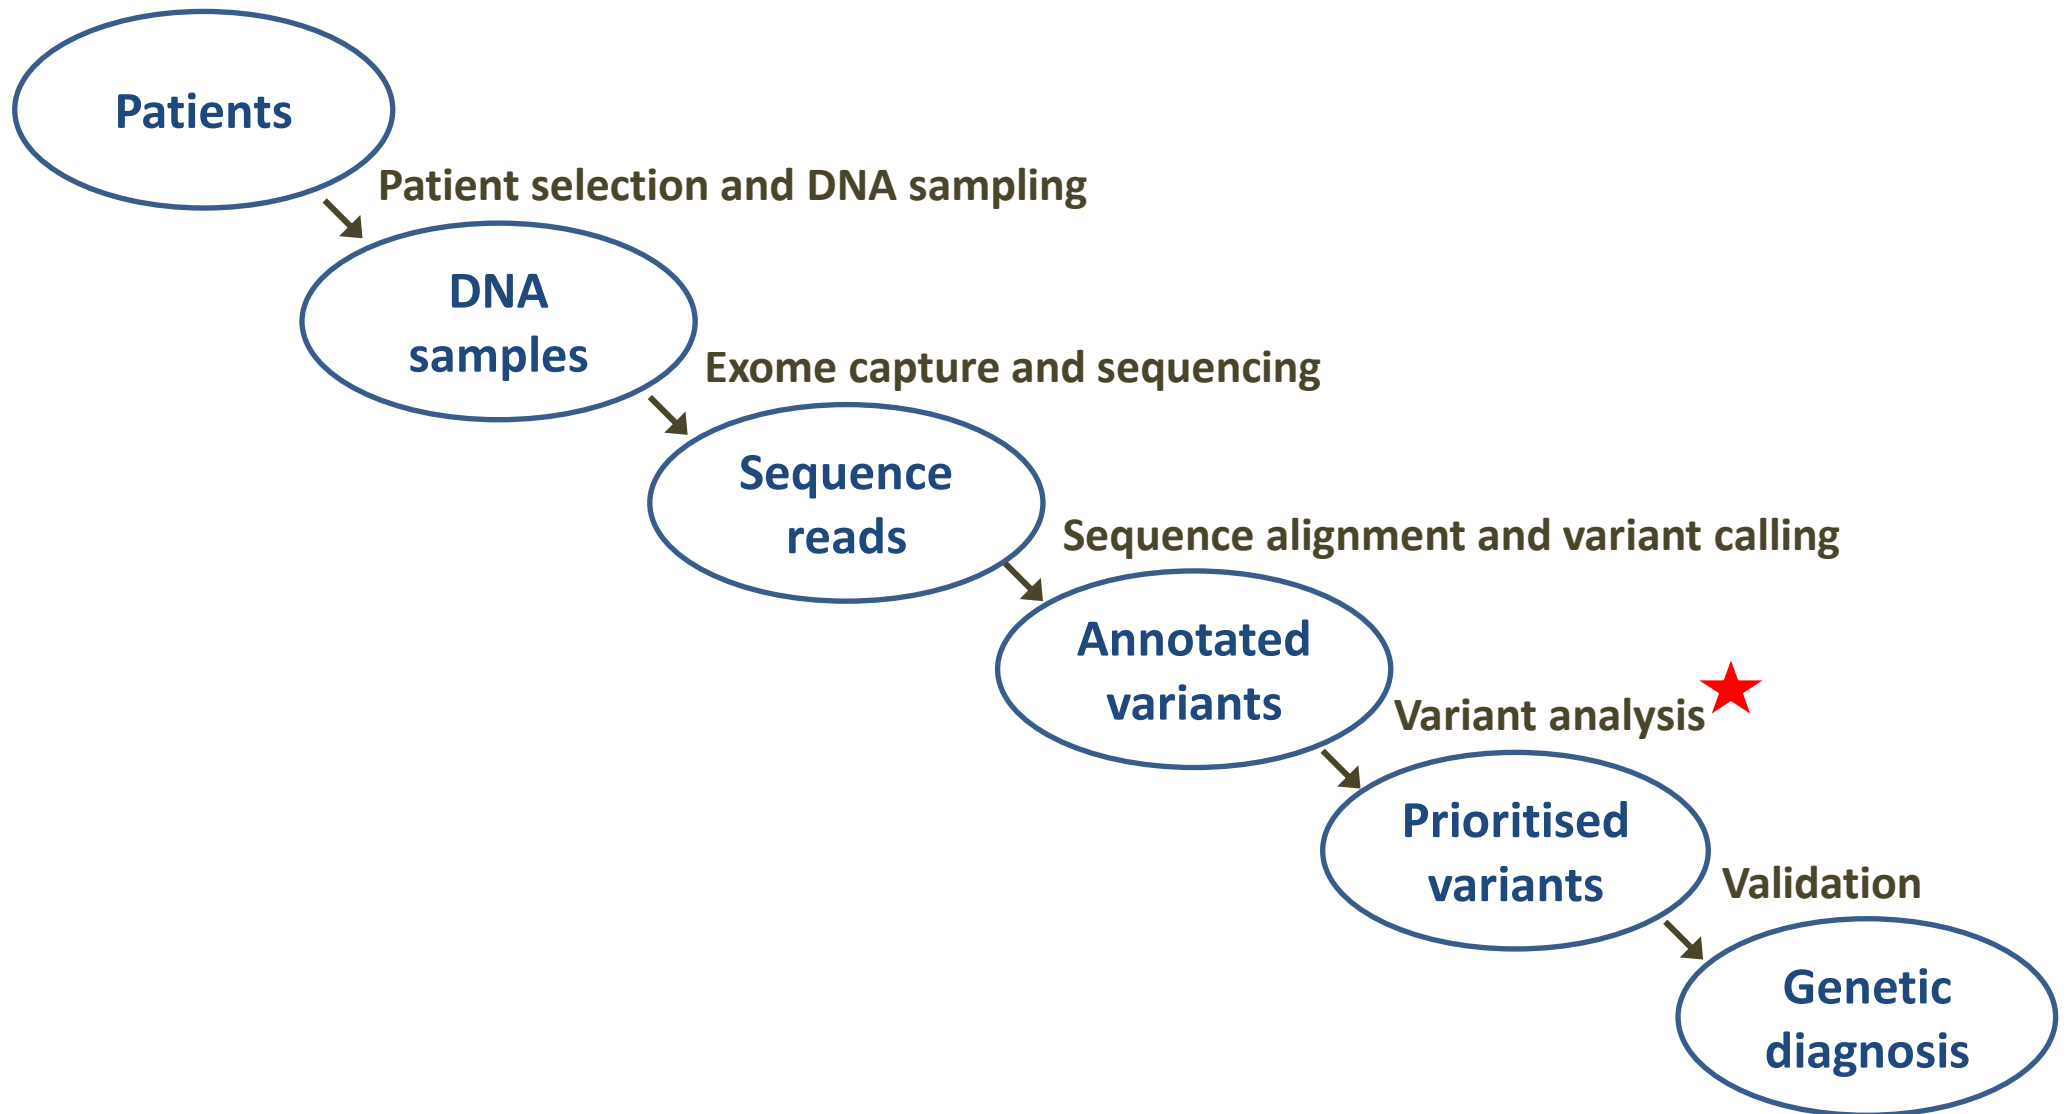 Patients
Patient selection and DNA sampling
DNA
samples
Exome capture and sequencing
Sequence
reads
Sequence alignment and variant calling
Annotated
variants
Variant analysis
Prioritised
variants
Validation
Genetic
diagnosis